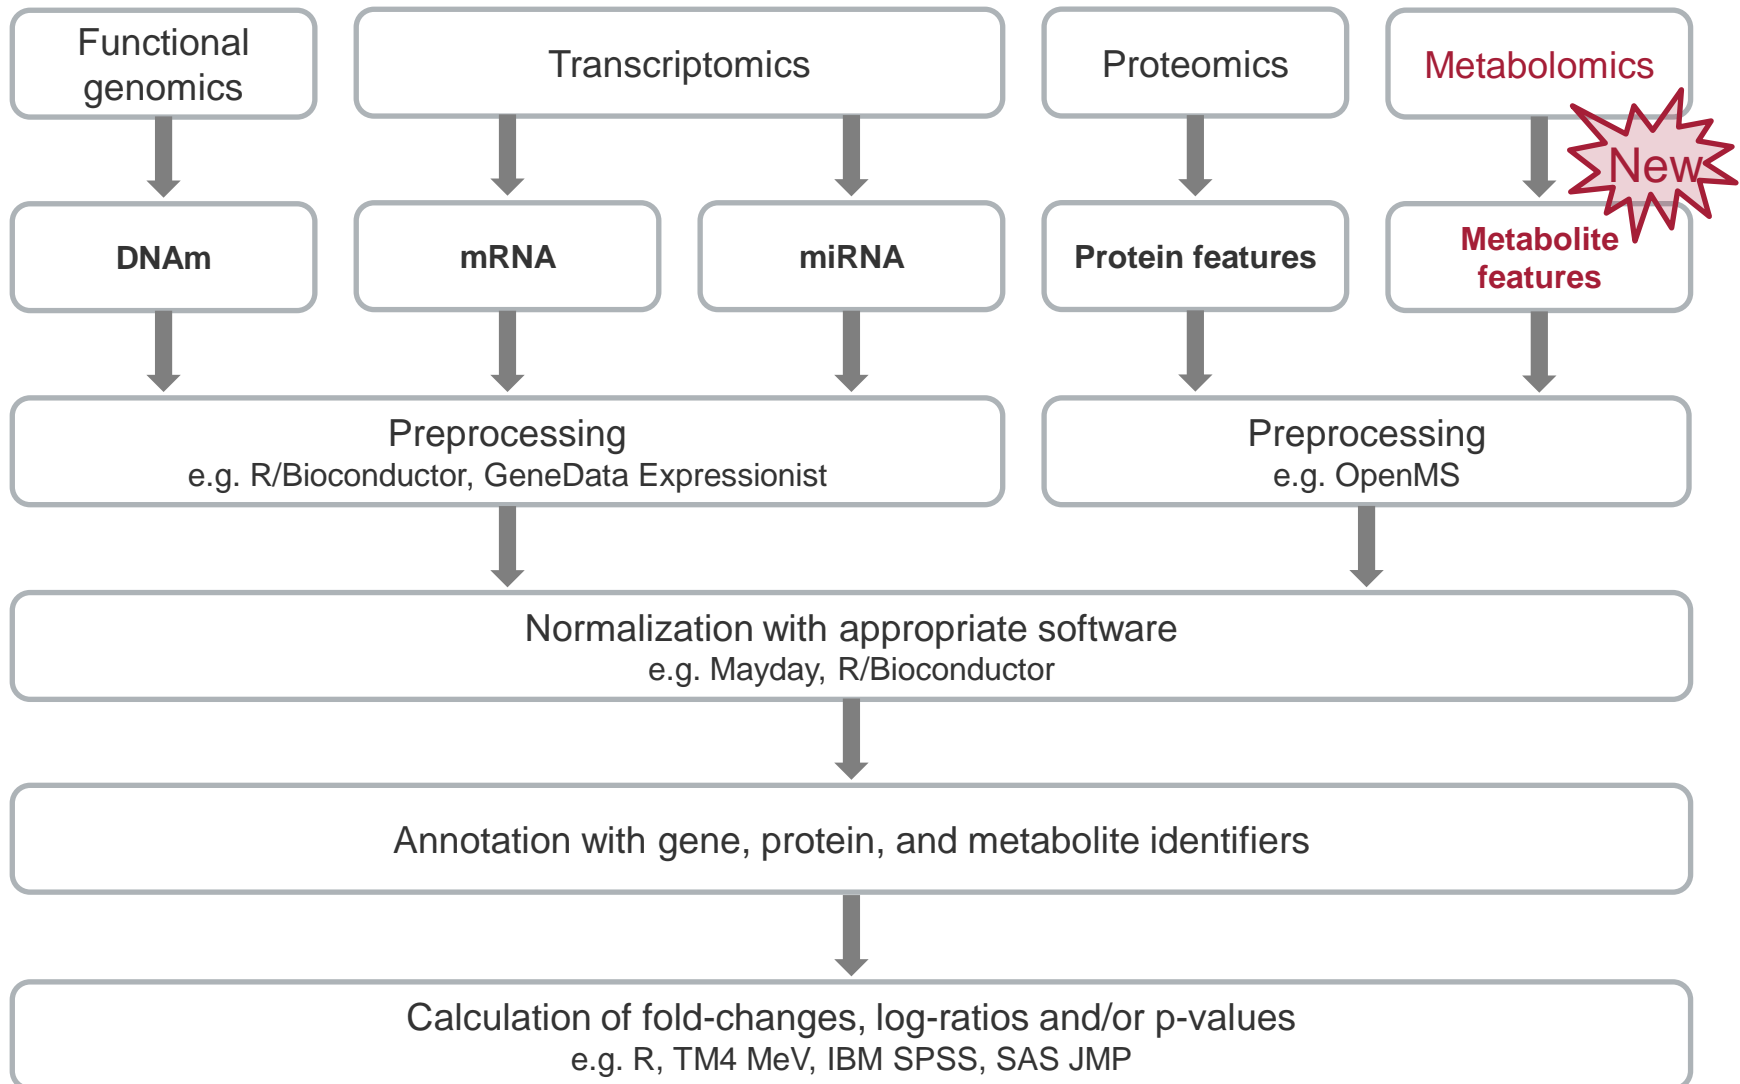 Functional
genomics
Transcriptomics
Proteomics
Metabolomics
New
DNAm
mRNA
miRNA
Protein features
Metabolite
features
Preprocessing
e.g. R/Bioconductor, GeneData Expressionist
Preprocessing
e.g. OpenMS
Normalization with appropriate software
e.g. Mayday, R/Bioconductor
Annotation with gene, protein, and metabolite identifiers
Calculation of fold-changes, log-ratios and/or p-values
e.g. R, TM4 MeV, IBM SPSS, SAS JMP